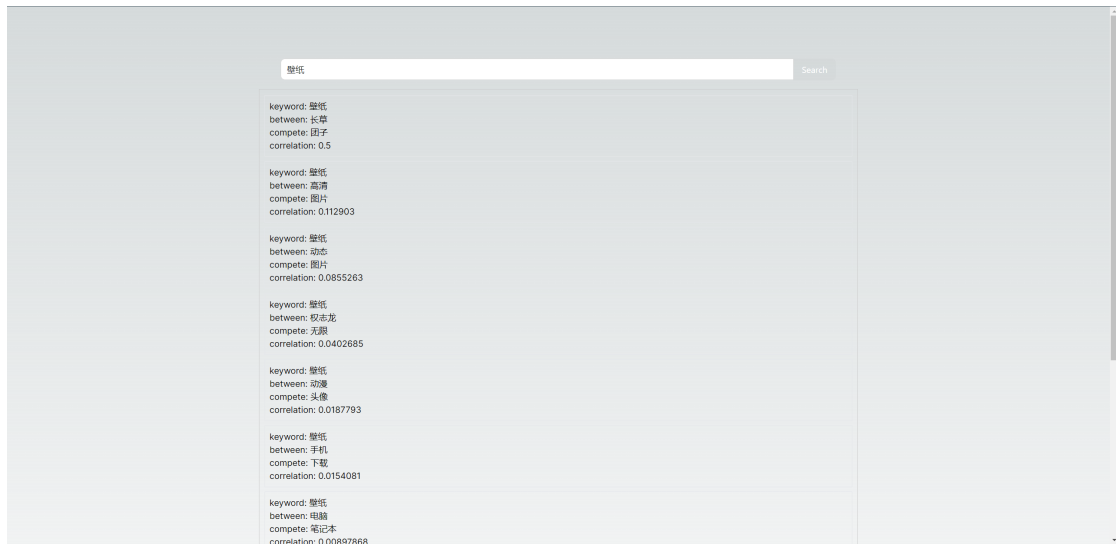 壁纸
Search
keyword: 壁纸
between: 长草
compete: 团子
correlation: 0.5
keyword: 壁纸
between: 高清
compete: 图片
correlation: 0.112903
keyword: 壁纸
between: 动态
compete: 图片
correlation: 0.0855263
keyword: 壁纸
between: 权志龙
compete: 无限
correlation: 0.0402685
keyword: 壁纸
between: 动漫
compete: 头像
correlation: 0.0187793
keyword: 壁纸
between: 手机
compete: 下载
correlation: 0.0154081
keyword: 壁纸
between: 电脑
compete: 笔记本
correlation: 0.00897868